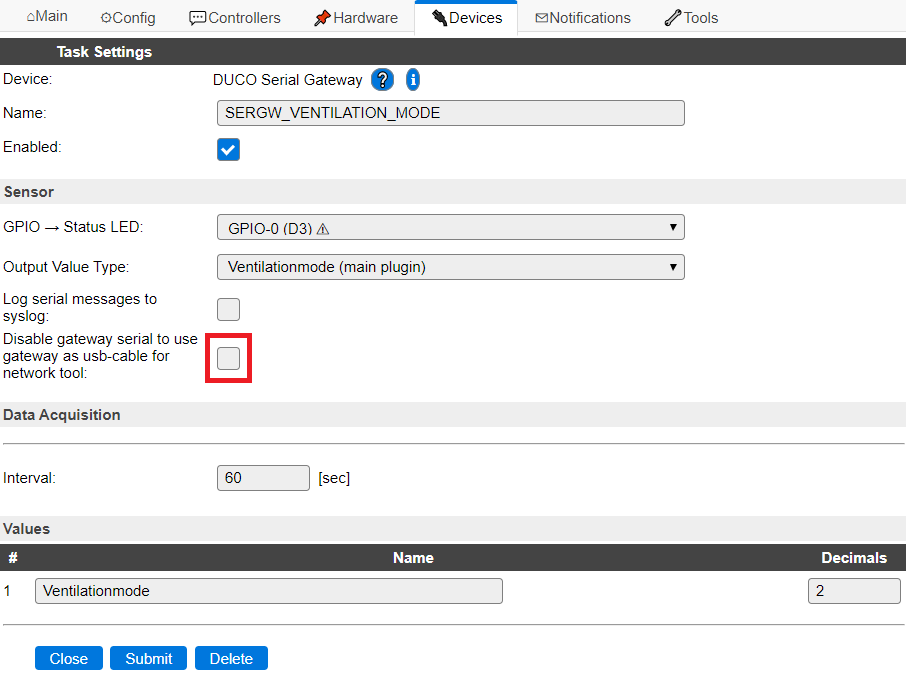 ⌂Main ⚙Config 💬Controllers 📌Hardware 🔌Devices ✉Notifications 🔧Tools
Task Settings
Device: DUCO Serial Gateway ? i
Name: SERGW_VENTILATION_MODE
Enabled:
Sensor
GPIO → Status LED: GPIO-0 (D3) ⚠
Output Value Type: Ventilationmode (main plugin)
Log serial messages to
syslog:
Disable gateway serial to use
gateway as usb-cable for
network tool:
Data Acquisition
Interval: 60 [sec]
Values
# Name Decimals
1 Ventilationmode 2
Close Submit Delete